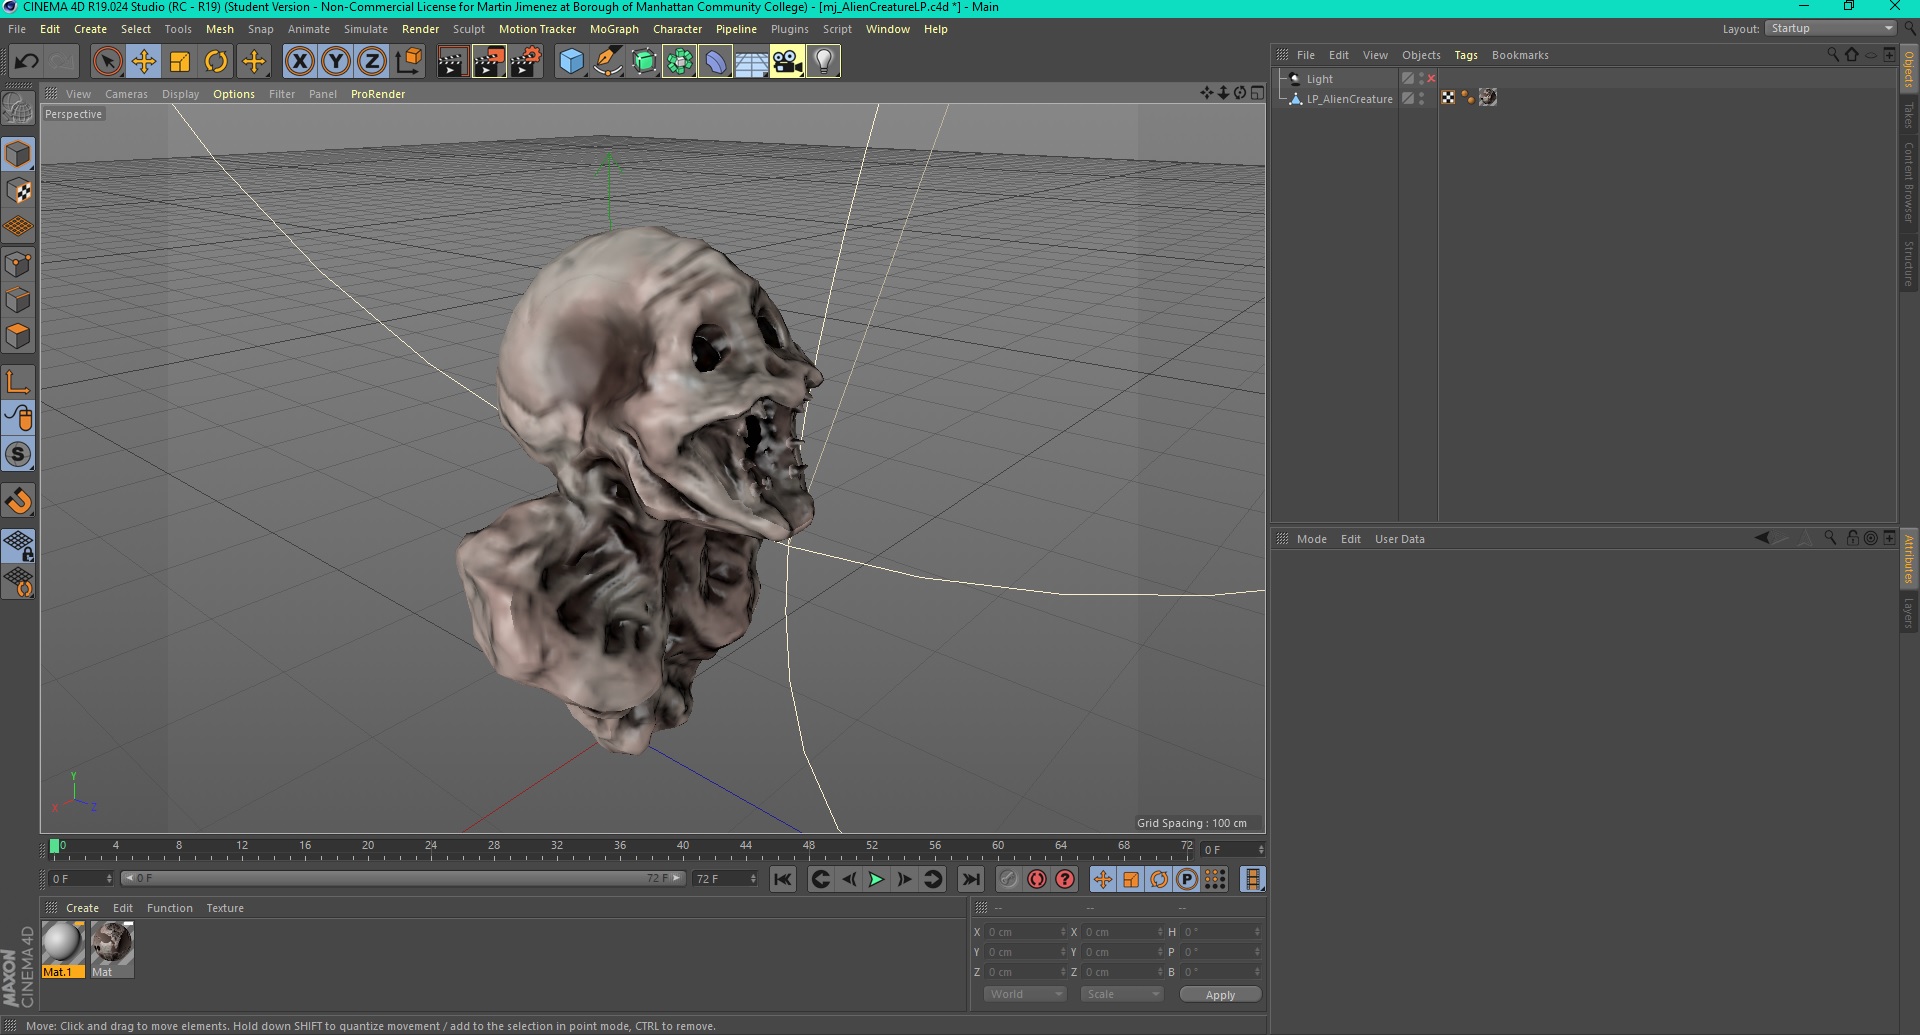 CINEMA 4D R19.024 Studio (RC - R19) (Student Version - Non-Commercial License for Martin Jimenez at Borough of Manhattan Community College) - [mj_AlienCreatureLP.c4d *] - Main
File Edit Create Select Tools Mesh Snap Animate Simulate Render Sculpt Motion Tracker MoGraph Character Pipeline Plugins Script Window Help
Layout: Startup
X Y Z
File Edit View Objects Tags Bookmarks
Light
LP_AlienCreature
Objects
Takes
Content Browser
Structure
View Cameras Display Options Filter Panel ProRender
Perspective
S
Y
X Z
Grid Spacing : 100 cm
Mode Edit User Data
Attributes
Layers
0 4 8 12 16 20 24 28 32 36 40 44 48 52 56 60 64 68 72
0 F
0 F 0 F 72 F 72 F
? P
Create Edit Function Texture
Mat.1 Mat
-- -- --
X 0 cm X 0 cm H 0 °
Y 0 cm Y 0 cm P 0 °
Z 0 cm Z 0 cm B 0 °
World Scale Apply
MAXON
CINEMA 4D
Move: Click and drag to move elements. Hold down SHIFT to quantize movement / add to the selection in point mode, CTRL to remove.